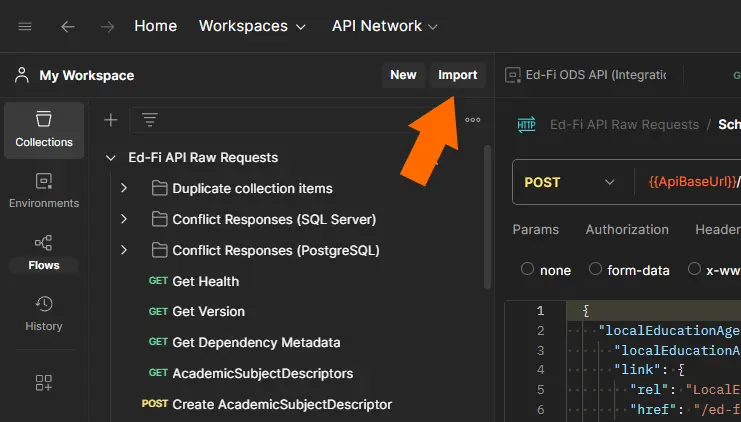 Home Workspaces API Network
My Workspace New Import
Collections
Environments
Flows
History
Ed-Fi API Raw Requests
Duplicate collection items
Conflict Responses (SQL Server)
Conflict Responses (PostgreSQL)
GET Get Health
GET Get Version
GET Get Dependency Metadata
GET AcademicSubjectDescriptors
POST Create AcademicSubjectDescriptor
Ed-Fi ODS API (Integratio G
HTTP Ed-Fi API Raw Requests / Sch
POST {{ApiBaseUrl}}/
Params Authorization Header
none form-data x-ww
1 {
2 "localEducationAge
3 "localEducationA
4 "link": {
5 "rel": "LocalE
6 "href": "/ed-f